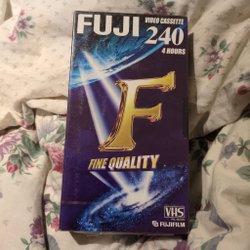 FUJI
VIDEO CASSETTE
240
4 HOURS
F
FINE QUALITY
VHS
FUJIFILM